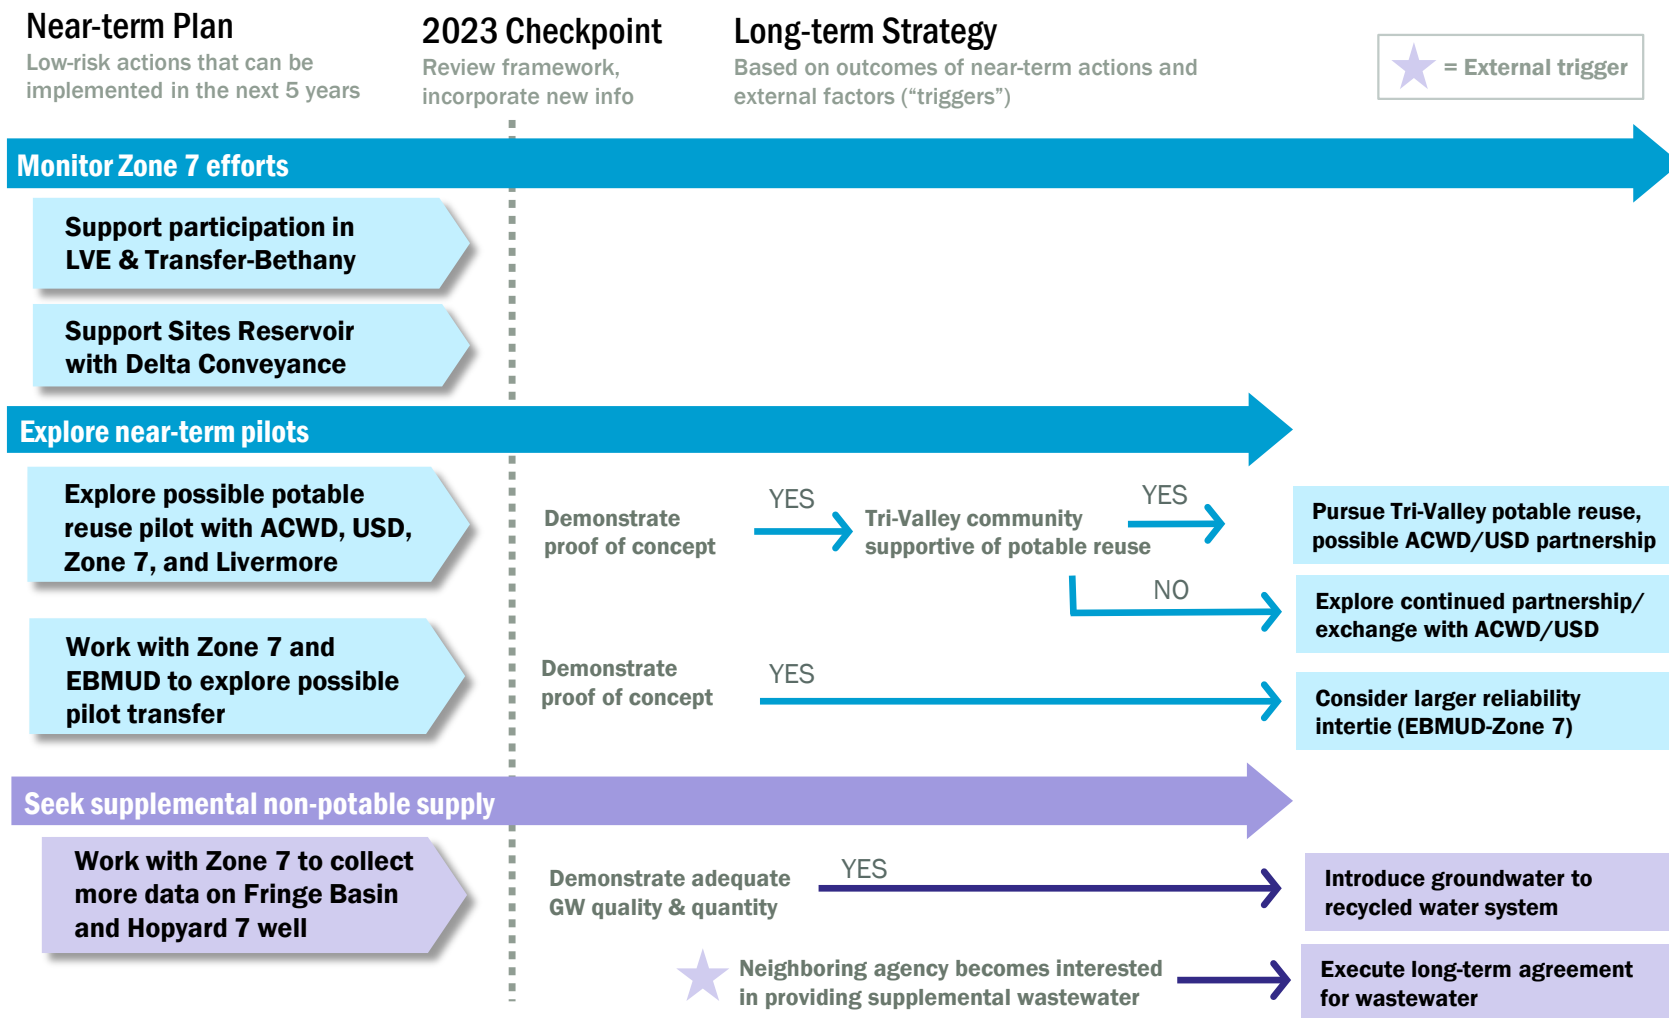 Near-term Plan
Low-risk actions that can be
implemented in the next 5 years
2023 Checkpoint
Review framework,
incorporate new info
Long-term Strategy
Based on outcomes of near-term actions and
external factors (“triggers”)
= External trigger
Monitor Zone 7 efforts
Support participation in
LVE & Transfer-Bethany
Support Sites Reservoir
with Delta Conveyance
Explore near-term pilots
Explore possible potable
reuse pilot with ACWD, USD,
Zone 7, and Livermore
Demonstrate
proof of concept
YES
Tri-Valley community
supportive of potable reuse
YES
Pursue Tri-Valley potable reuse,
possible ACWD/USD partnership
NO
Explore continued partnership/
exchange with ACWD/USD
Work with Zone 7 and
EBMUD to explore possible
pilot transfer
Demonstrate
proof of concept
YES
Consider larger reliability
intertie (EBMUD-Zone 7)
Seek supplemental non-potable supply
Work with Zone 7 to collect
more data on Fringe Basin
and Hopyard 7 well
Demonstrate adequate
GW quality & quantity
YES
Introduce groundwater to
recycled water system
Neighboring agency becomes interested
in providing supplemental wastewater
Execute long-term agreement
for wastewater